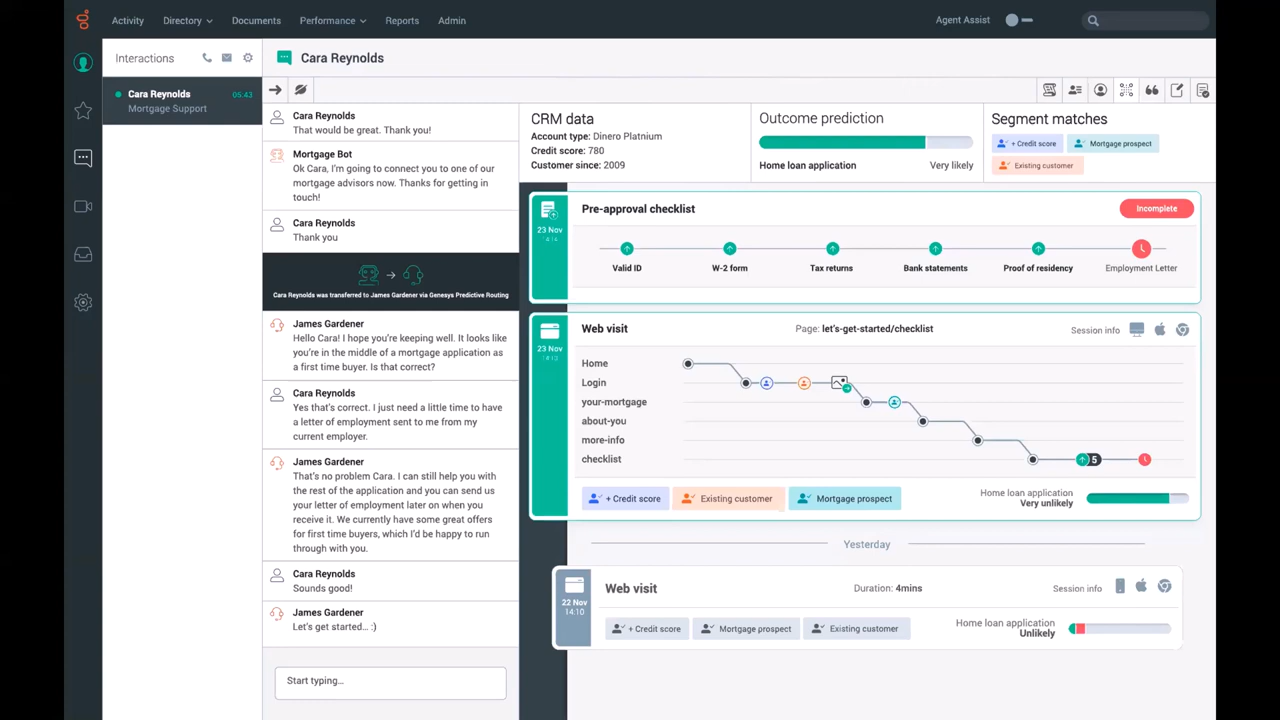 Activity
Directory
Documents
Performance
Reports
Admin
Agent Assist
Interactions
Cara Reynolds
05:43
Mortgage Support
Cara Reynolds
Cara Reynolds
That would be great. Thank you!
Mortgage Bot
Ok Cara, I'm going to connect you to one of our
mortgage advisors now. Thanks for getting in
touch!
Cara Reynolds
Thank you
Cara Reynolds was transferred to James Gardener via Genesys Predictive Routing
James Gardener
Hello Cara! I hope you're keeping well. It looks like
you're in the middle of a mortgage application as
a first time buyer. Is that correct?
Cara Reynolds
Yes that's correct. I just need a little time to have
a letter of employment sent to me from my
current employer.
James Gardener
That's no problem Cara. I can still help you with
the rest of the application and you can send us
your letter of employment later on when you
receive it. We currently have some great offers
for first time buyers, which I'd be happy to run
through with you.
Cara Reynolds
Sounds good!
James Gardener
Let's get started... :)
Start typing...
CRM data
Account type: Dinero Platnium
Credit score: 780
Customer since: 2009
Outcome prediction
Home loan application
Very likely
Segment matches
+ Credit score
Mortgage prospect
Existing customer
23 Nov
14:14
Pre-approval checklist
Incomplete
Valid ID
W-2 form
Tax returns
Bank statements
Proof of residency
Employment Letter
23 Nov
Web visit
Page: let's-get-started/checklist
Session info
Home
Login
your-mortgage
about-you
more-info
checklist
5
+ Credit score
Existing customer
Mortgage prospect
Home loan application
Very unlikely
Yesterday
22 Nov
14:10
Web visit
Duration: 4mins
Session info
+ Credit score
Mortgage prospect
Existing customer
Home loan application
Unlikely